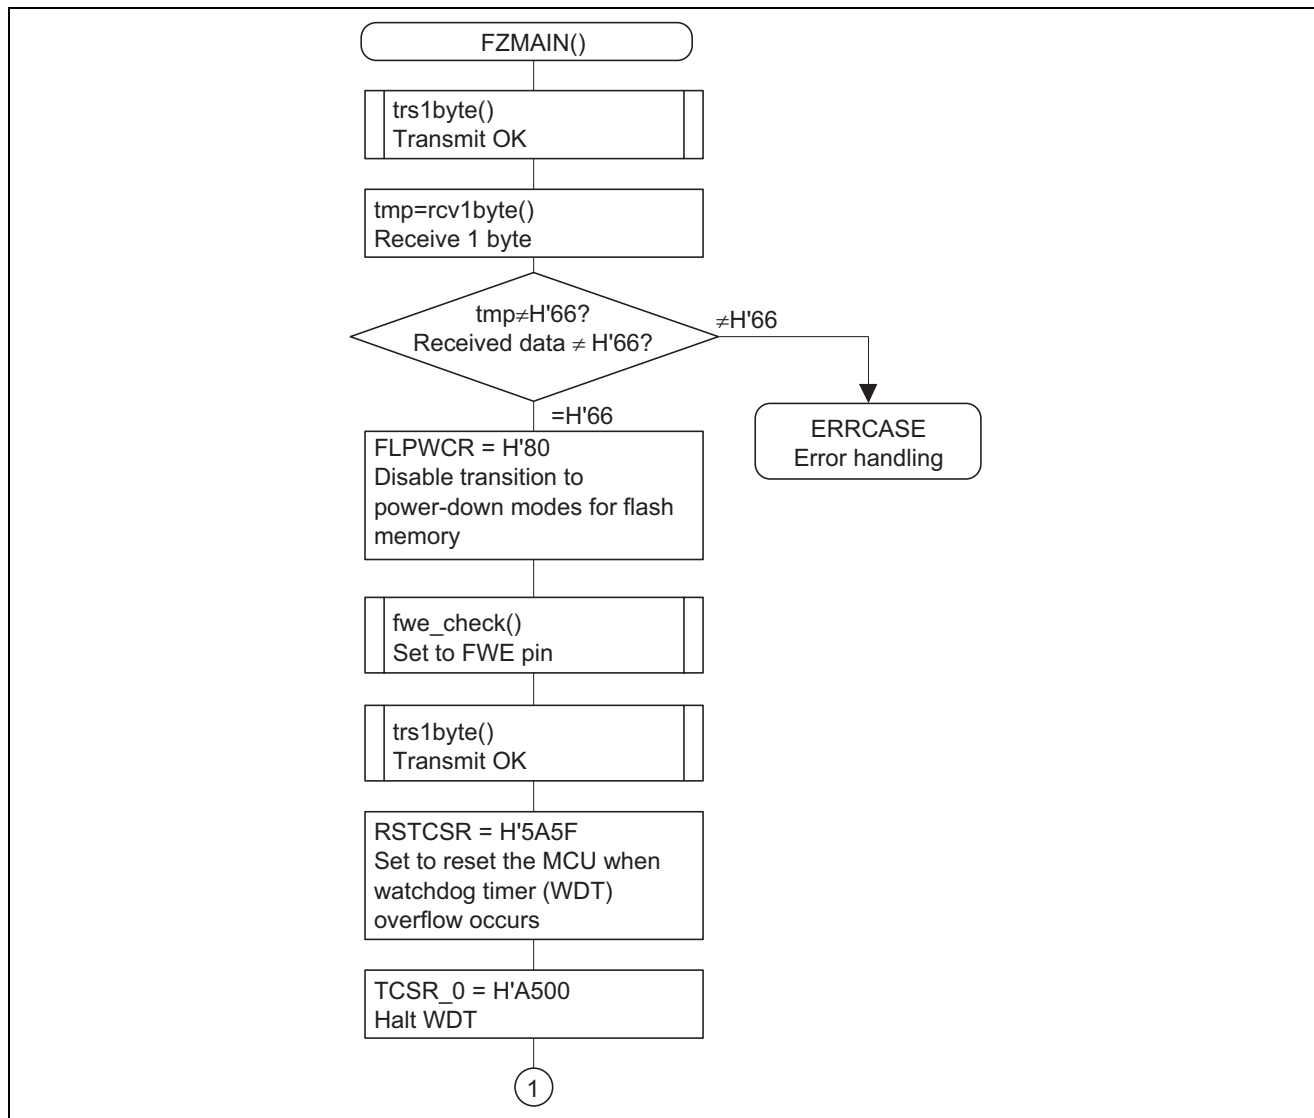 FZMAIN()
trs1byte()
Transmit OK
tmp=rcv1byte()
Receive 1 byte
tmp≠H'66?
Received data ≠ H'66?
≠H'66
=H'66
ERRCASE
Error handling
FLPWCR = H'80
Disable transition to
power-down modes for flash
memory
fwe_check()
Set to FWE pin
trs1byte()
Transmit OK
RSTCSR = H'5A5F
Set to reset the MCU when
watchdog timer (WDT)
overflow occurs
TCSR_0 = H'A500
Halt WDT
1